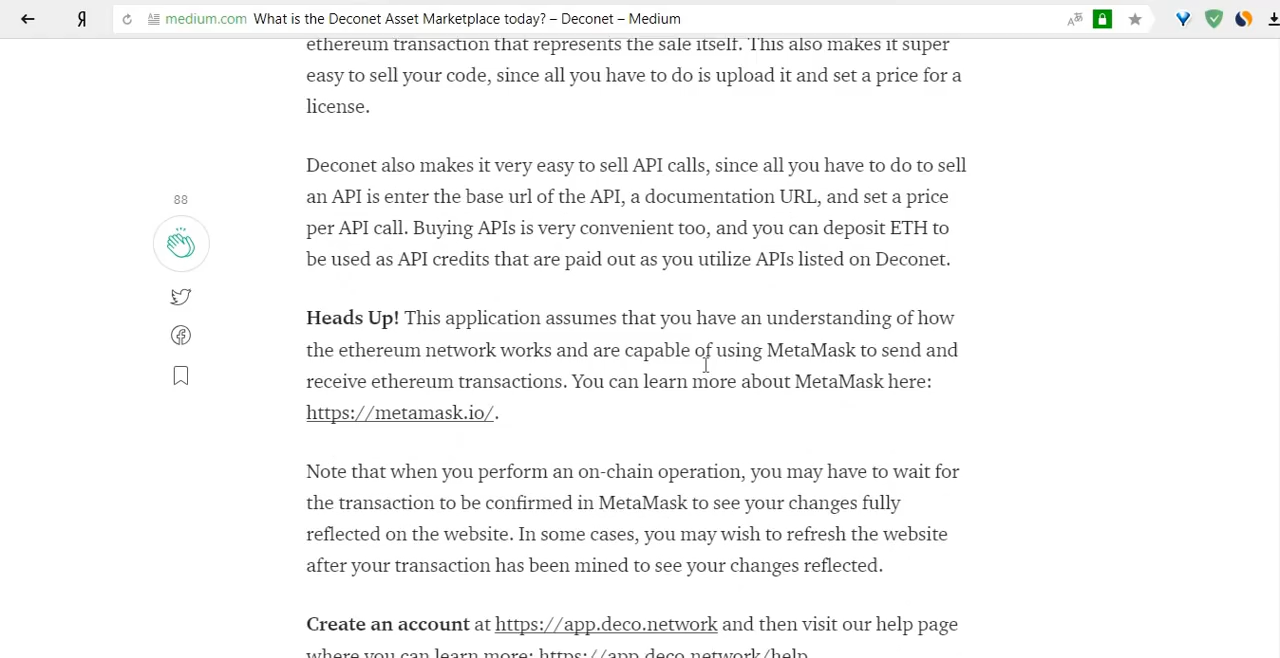 Я
medium.com What is the Deconet Asset Marketplace today? – Deconet – Medium
ethereum transaction that represents the sale itself. This also makes it super
easy to sell your code, since all you have to do is upload it and set a price for a
license.
Deconet also makes it very easy to sell API calls, since all you have to do to sell
an API is enter the base url of the API, a documentation URL, and set a price
per API call. Buying APIs is very convenient too, and you can deposit ETH to
be used as API credits that are paid out as you utilize APIs listed on Deconet.
88
Heads Up! This application assumes that you have an understanding of how
the ethereum network works and are capable of using MetaMask to send and
receive ethereum transactions. You can learn more about MetaMask here:
https://metamask.io/.
Note that when you perform an on-chain operation, you may have to wait for
the transaction to be confirmed in MetaMask to see your changes fully
reflected on the website. In some cases, you may wish to refresh the website
after your transaction has been mined to see your changes reflected.
Create an account at https://app.deco.network and then visit our help page
where you can learn more: https://app.deco.network/help